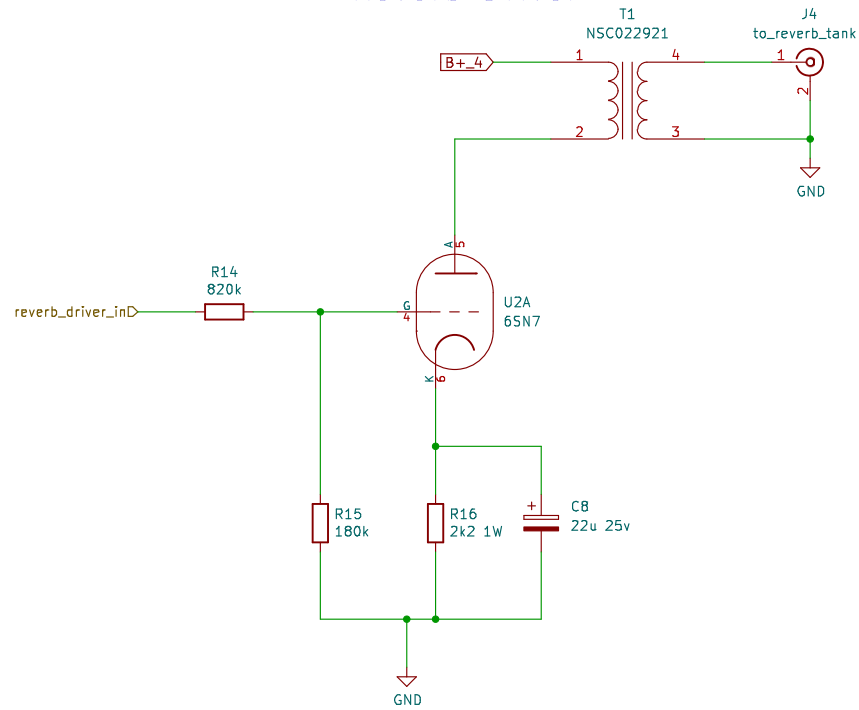 T1
NSC022921
J4
to_reverb_tank
B+_4
1
2
4
3
1
2
GND
A
5
R14
820k
reverb_driver_in
G
4
U2A
6SN7
K
6
R15
180k
R16
2k2 1W
+
C8
22u 25v
GND